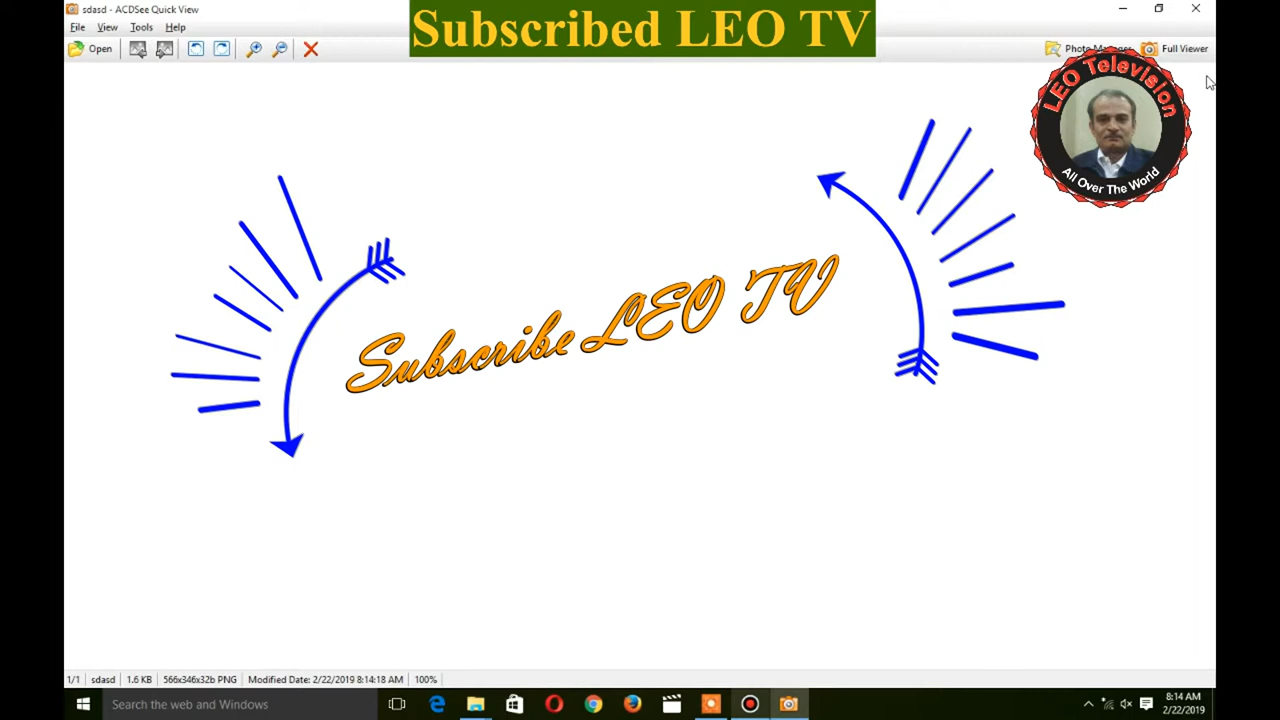 sdasd - ACDSee Quick View
Subscribed LEO TV
File View Tools Help
Open
Photo Manager
Full Viewer
LEO Television
All Over The World
Subscribe LEO TV
1/1 sdasd 1.6 KB 566x346x32b PNG Modified Date: 2/22/2019 8:14:18 AM 100%
Search the web and Windows
8:14 AM
2/22/2019